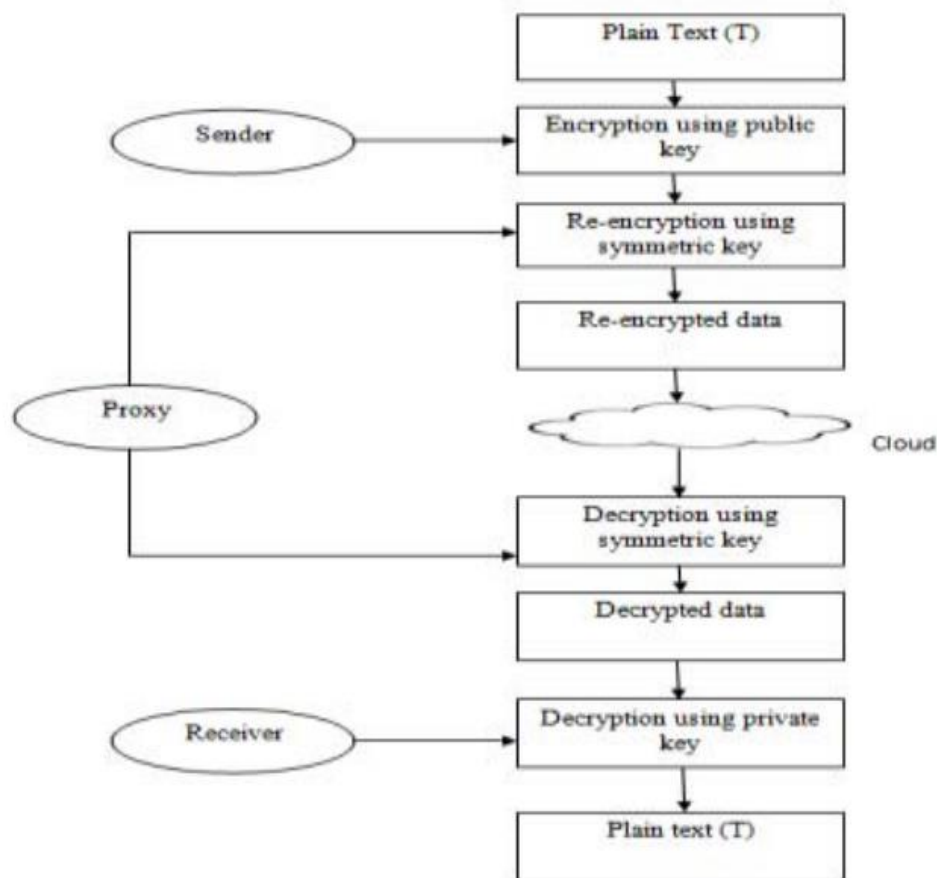 Plain Text (T)
Sender
Encryption using public
key
Re-encryption using
symmetric key
Re-encrypted data
Proxy
Cloud
Decryption using
symmetric key
Decrypted data
Receiver
Decryption using private
key
Plain text (T)